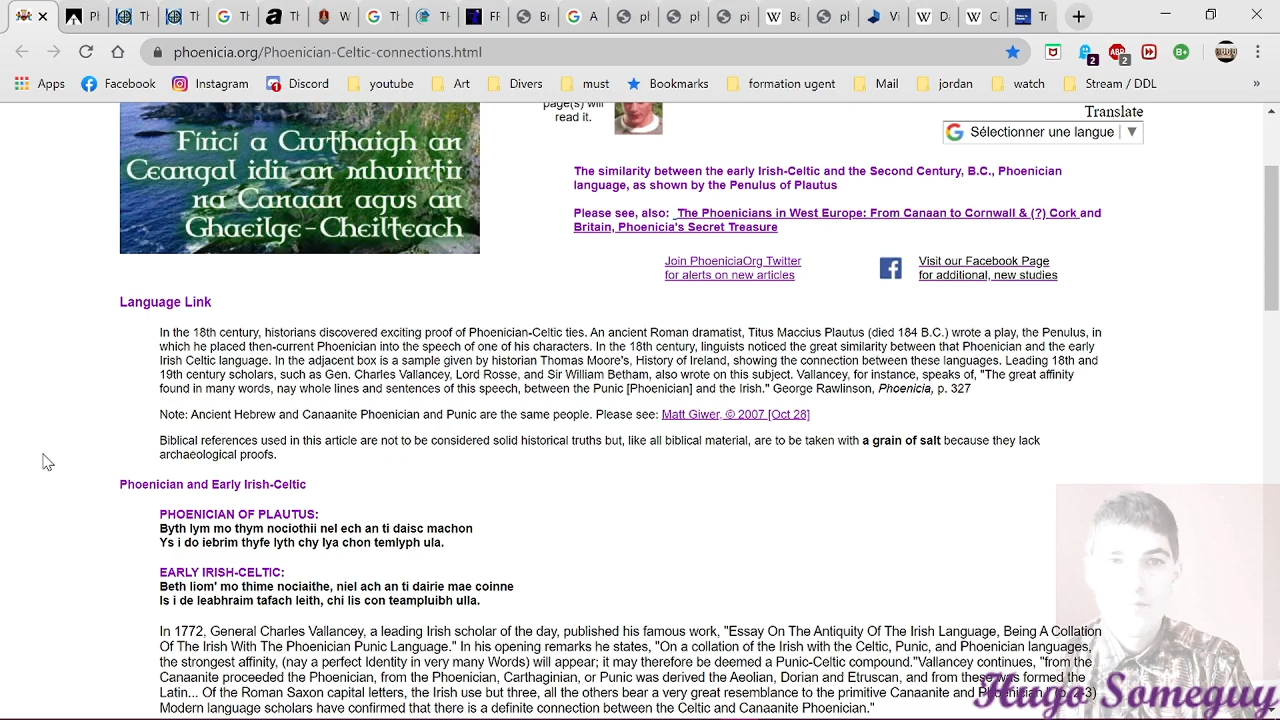 Th
G Th
Th
a Th
W
G Th
Th
FF
Bri
G A
pl
pl
pi
W Ba
pl
Vi
W D
W C
Tr
phoenicia.org/Phoenician-Celtic-connections.html
2
ABP 2
B+
Apps Facebook Instagram Discord youtube Art Divers must Bookmarks formation ugent Mail jordan watch Stream / DDL »
Fíricí a Cruthaigh an
Ceangal idir an mhuintir
na Canaan agus an
Ghaeilge-Cheilteach
page(s) will
read it.
Translate
G Sélectionner une langue ▼
The similarity between the early Irish-Celtic and the Second Century, B.C., Phoenician
language, as shown by the Penulus of Plautus
Please see, also: The Phoenicians in West Europe: From Canaan to Cornwall & (?) Cork and
Britain, Phoenicia's Secret Treasure
Join PhoeniciaOrg Twitter
for alerts on new articles
Visit our Facebook Page
for additional, new studies
Language Link
In the 18th century, historians discovered exciting proof of Phoenician-Celtic ties. An ancient Roman dramatist, Titus Maccius Plautus (died 184 B.C.) wrote a play, the Penulus, in
which he placed then-current Phoenician into the speech of one of his characters. In the 18th century, linguists noticed the great similarity between that Phoenician and the early
Irish Celtic language. In the adjacent box is a sample given by historian Thomas Moore's, History of Ireland, showing the connection between these languages. Leading 18th and
19th century scholars, such as Gen. Charles Vallancey, Lord Rosse, and Sir William Betham, also wrote on this subject. Vallancey, for instance, speaks of, "The great affinity
found in many words, nay whole lines and sentences of this speech, between the Punic [Phoenician] and the Irish." George Rawlinson, Phoenicia, p. 327
Note: Ancient Hebrew and Canaanite Phoenician and Punic are the same people. Please see: Matt Giwer, © 2007 [Oct 28]
Biblical references used in this article are not to be considered solid historical truths but, like all biblical material, are to be taken with a grain of salt because they lack
archaeological proofs.
Phoenician and Early Irish-Celtic
PHOENICIAN OF PLAUTUS:
Byth lym mo thym nociothii nel ech an ti daisc machon
Ys i do iebrim thyfe lyth chy lya chon temlyph ula.
EARLY IRISH-CELTIC:
Beth liom' mo thime nociaithe, niel ach an ti dairie mae coinne
Is i de leabhraim tafach leith, chi lis con teampluibh ulla.
In 1772, General Charles Vallancey, a leading Irish scholar of the day, published his famous work, "Essay On The Antiquity Of The Irish Language, Being A Collation
Of The Irish With The Phoenician Punic Language." In his opening remarks he states, "On a collation of the Irish with the Celtic, Punic, and Phoenician languages,
the strongest affinity, (nay a perfect Identity in very many Words) will appear; it may therefore be deemed a Punic-Celtic compound."Vallancey continues, "from the
Canaanite proceeded the Phoenician, from the Phoenician, Carthaginian, or Punic was derived the Aeolian, Dorian and Etruscan, and from these was formed the
Latin... Of the Roman Saxon capital letters, the Irish use but three, all the others bear a very great resemblance to the primitive Canaanite and Phoenician
Modern language scholars have confirmed that there is a definite connection between the Celtic and Canaanite Phoenician."
Hugo Someguy